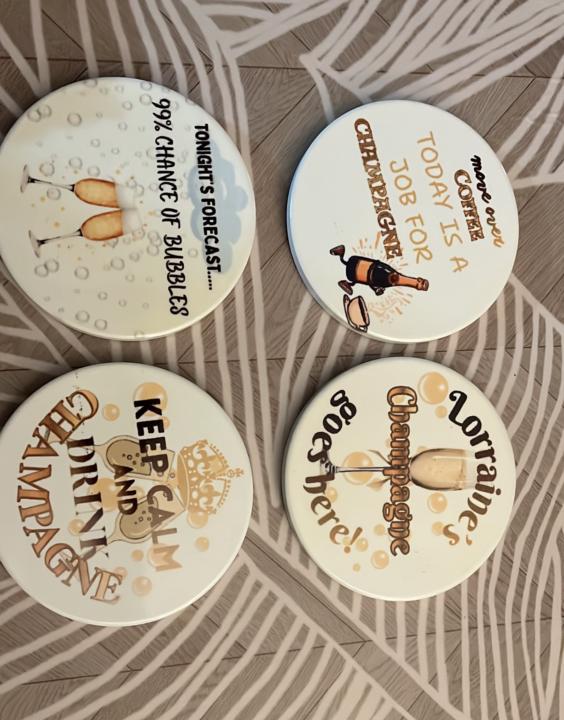 TONIGHT'S FORECAST.....
99% CHANCE OF BUBBLES
move over
COFFEE
TODAY IS A
JOB FOR
CHAMPAGNE
KEEP CALM
AND
DRINK
CHAMPAGNE
Lorraine's
Champagne
goes here!